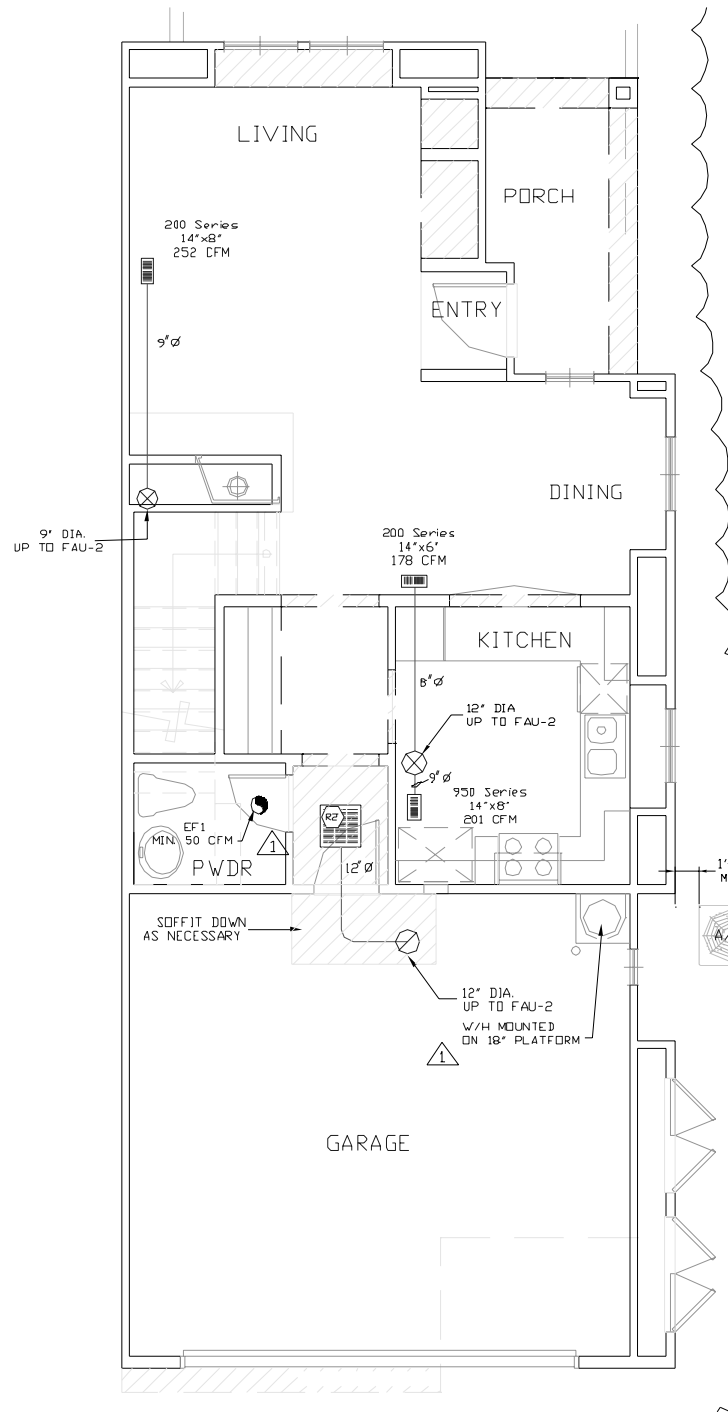 LIVING
PORCH
200 Series
14"x8"
252 CFM
ENTRY
9"Ø
DINING
9" DIA.
UP TO FAU-2
200 Series
14"x6"
178 CFM
KITCHEN
8"Ø
12" DIA
UP TO FAU-2
9"Ø
950 Series
14"x8"
201 CFM
R2
EF1
MIN. 50 CFM
1
PWDR
12"Ø
SOFFIT DOWN
AS NECESSARY
12" DIA.
UP TO FAU-2
W/H MOUNTED
ON 18" PLATFORM
1
GARAGE